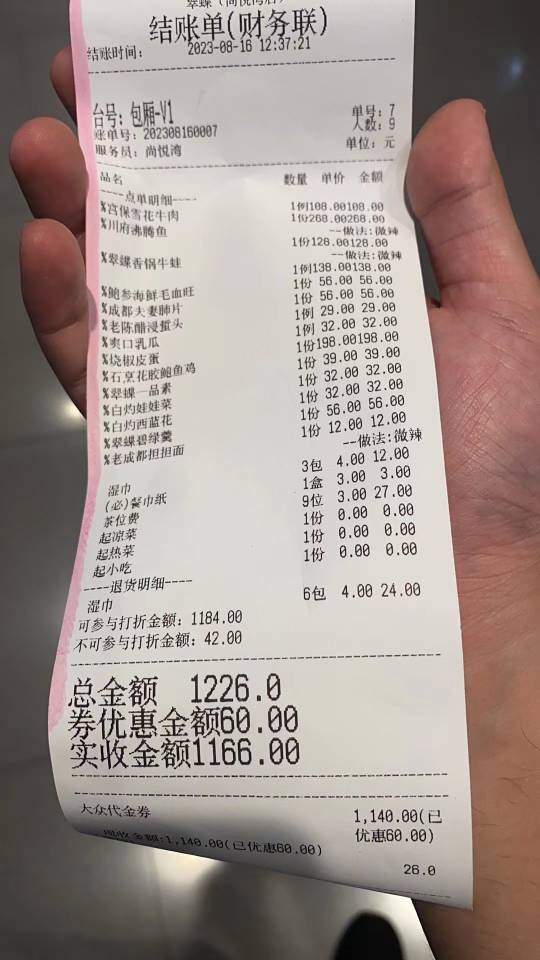 翠蝶(尚悦湾店)
结账单(财务联)
结账时间: 2023-08-16 12:37:21
台号: 包厢-V1
单号: 7
账单号: 202308160007
人数: 9
服务员: 尚悦湾
单位: 元
品名 数量 单价 金额
----点单明细----
%宫保雪花牛肉 1例108.00108.00
%川府沸腾鱼 1份268.00268.00
--做法:微辣
%翠蝶香锅牛蛙 1份128.00128.00
--做法:微辣
%鲍参海鲜毛血旺 1例138.00138.00
%成都夫妻肺片 1份 56.00 56.00
%老陈醋浸蜇头 1份 56.00 56.00
%爽口乳瓜 1例 29.00 29.00
%烧椒皮蛋 1例 32.00 32.00
%石烹花胶鲍鱼鸡 1份198.00198.00
%翠蝶一品素 1份 39.00 39.00
%白灼娃娃菜 1份 32.00 32.00
%白灼西蓝花 1份 32.00 32.00
%翠蝶碧绿羹 1份 56.00 56.00
%老成都担担面 1份 12.00 12.00
--做法:微辣
湿巾 3包 4.00 12.00
(必)餐巾纸 1盒 3.00 3.00
茶位费 9位 3.00 27.00
起凉菜 1份 0.00 0.00
起热菜 1份 0.00 0.00
起小吃 1份 0.00 0.00
----退货明细----
湿巾 6包 4.00 24.00
可参与打折金额: 1184.00
不可参与打折金额: 42.00
总金额 1226.0
券优惠金额60.00
实收金额1166.00
大众代金券 1,140.00(已
优惠60.00)
金额:1,140.00(已优惠60.00)
26.0